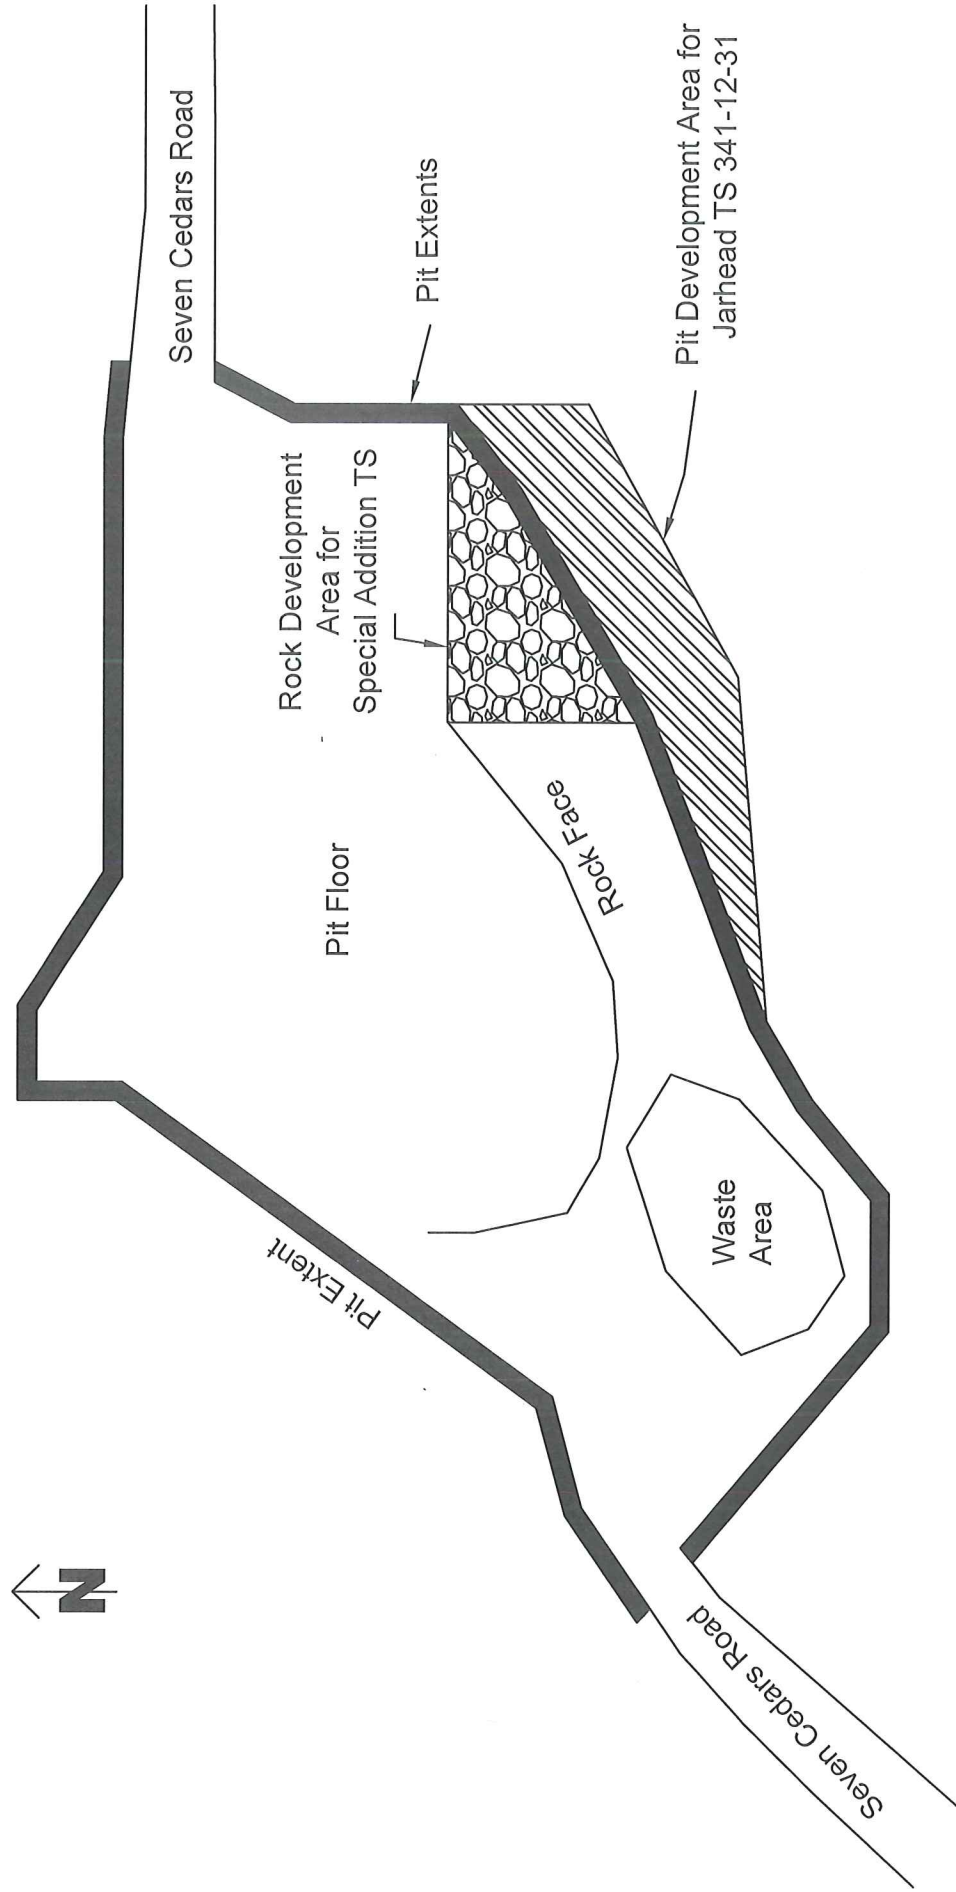 Seven Cedars Road
Pit Extents
Pit Development Area for
Jarhead TS 341-12-31
Rock Development
Area for
Special Addition TS
Pit Floor
Rock Face
Pit Extent
Waste
Area
Seven Cedars Road
N